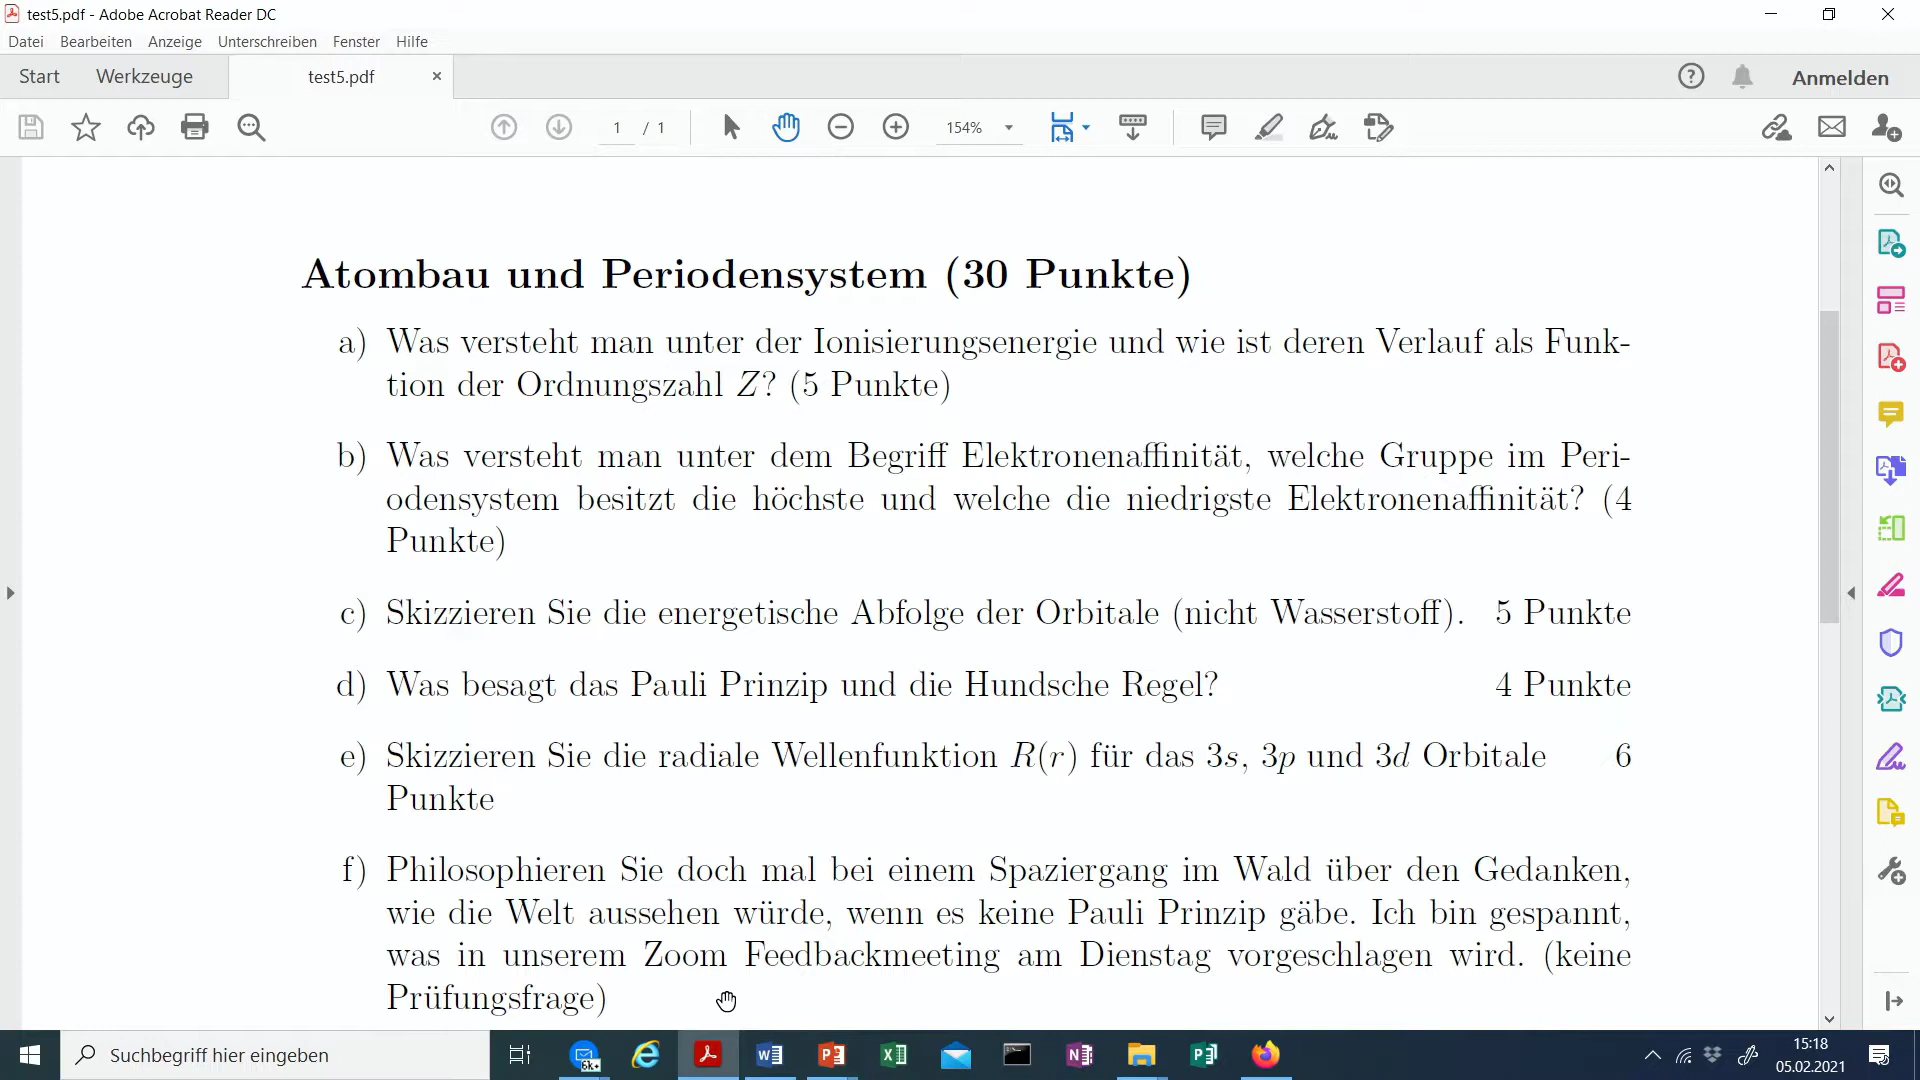 test5.pdf - Adobe Acrobat Reader DC
Datei Bearbeiten Anzeige Unterschreiben Fenster Hilfe
Start Werkzeuge test5.pdf × Anmelden
1 / 1 154%
Atombau und Periodensystem (30 Punkte)
a) Was versteht man unter der Ionisierungsenergie und wie ist deren Verlauf als Funk-
tion der Ordnungszahl Z? (5 Punkte)
b) Was versteht man unter dem Begriff Elektronenaffinität, welche Gruppe im Peri-
odensystem besitzt die höchste und welche die niedrigste Elektronenaffinität? (4
Punkte)
c) Skizzieren Sie die energetische Abfolge der Orbitale (nicht Wasserstoff). 5 Punkte
d) Was besagt das Pauli Prinzip und die Hundsche Regel? 4 Punkte
e) Skizzieren Sie die radiale Wellenfunktion R(r) für das 3s, 3p und 3d Orbitale 6
Punkte
f) Philosophieren Sie doch mal bei einem Spaziergang im Wald über den Gedanken,
wie die Welt aussehen würde, wenn es keine Pauli Prinzip gäbe. Ich bin gespannt,
was in unserem Zoom Feedbackmeeting am Dienstag vorgeschlagen wird. (keine
Prüfungsfrage)
Suchbegriff hier eingeben
6k+
15:18
05.02.2021